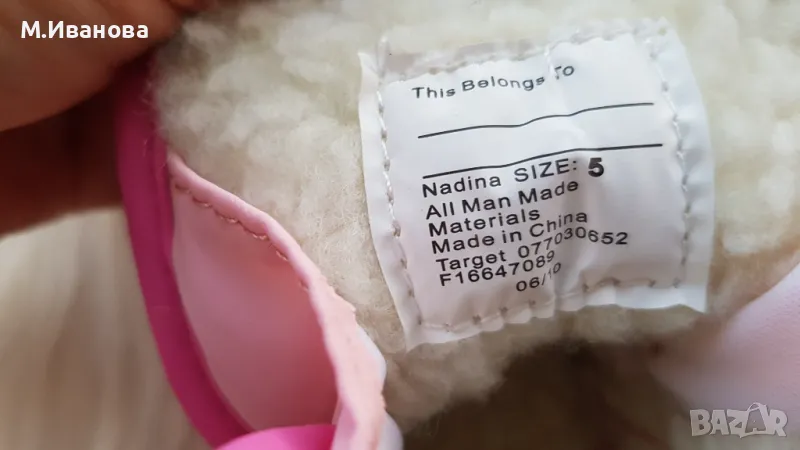 М.Иванова
This Belongs To
Nadina SIZE: 5
All Man Made
Materials
Made in China
Target 077030652
F16647089
06/10
BAZAR